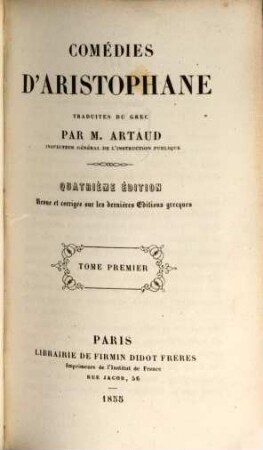 COMÉDIES
D'ARISTOPHANE
TRADUITES DU GREC
PAR M. ARTAUD
INSPECTEUR GÉNÉRAL DE L'INSTRUCTION PUBLIQUE
QUATRIÈME ÉDITION
Revue et corrigée sur les dernières Éditions grecques
TOME PREMIER
PARIS
LIBRAIRIE DE FIRMIN DIDOT FRÈRES
Imprimeurs de l'Institut de France
RUE JACOB, 56
1855